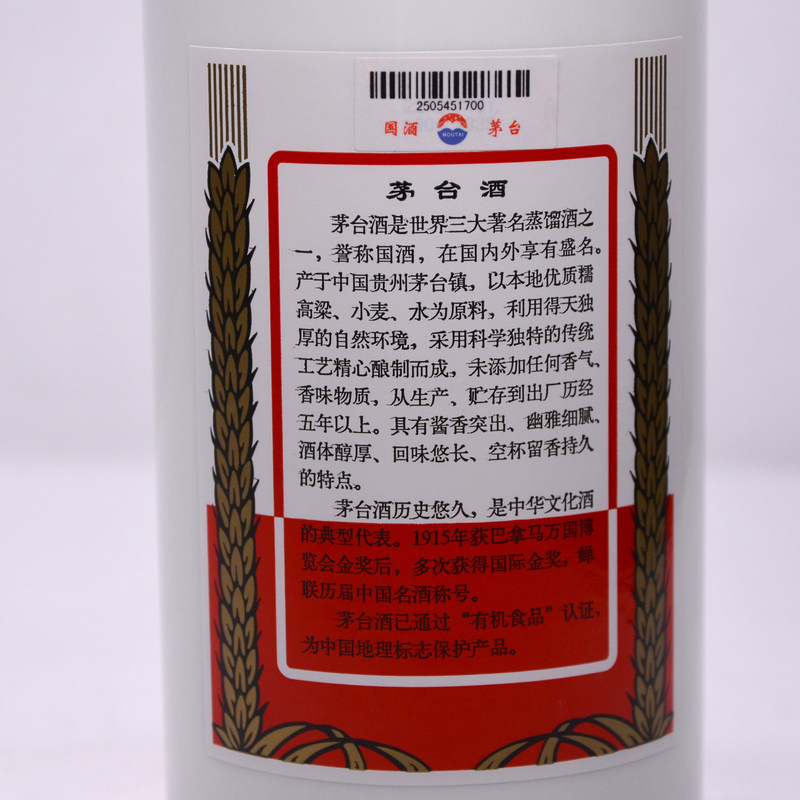 2505451700
国酒 MOUTAI 茅台
茅台酒
茅台酒是世界三大著名蒸馏酒之
一，誉称国酒，在国内外享有盛名。
产于中国贵州茅台镇，以本地优质糯
高粱、小麦、水为原料，利用得天独
厚的自然环境，采用科学独特的传统
工艺精心酿制而成，未添加任何香气、
香味物质，从生产、贮存到出厂历经
五年以上。具有酱香突出、幽雅细腻、
酒体醇厚、回味悠长、空杯留香持久
的特点。
茅台酒历史悠久，是中华文化酒
的典型代表。1915年获巴拿马万国博
览会金奖后，多次获得国际金奖，蝉
联历届中国名酒称号。
茅台酒已通过“有机食品”认证，
为中国地理标志保护产品。